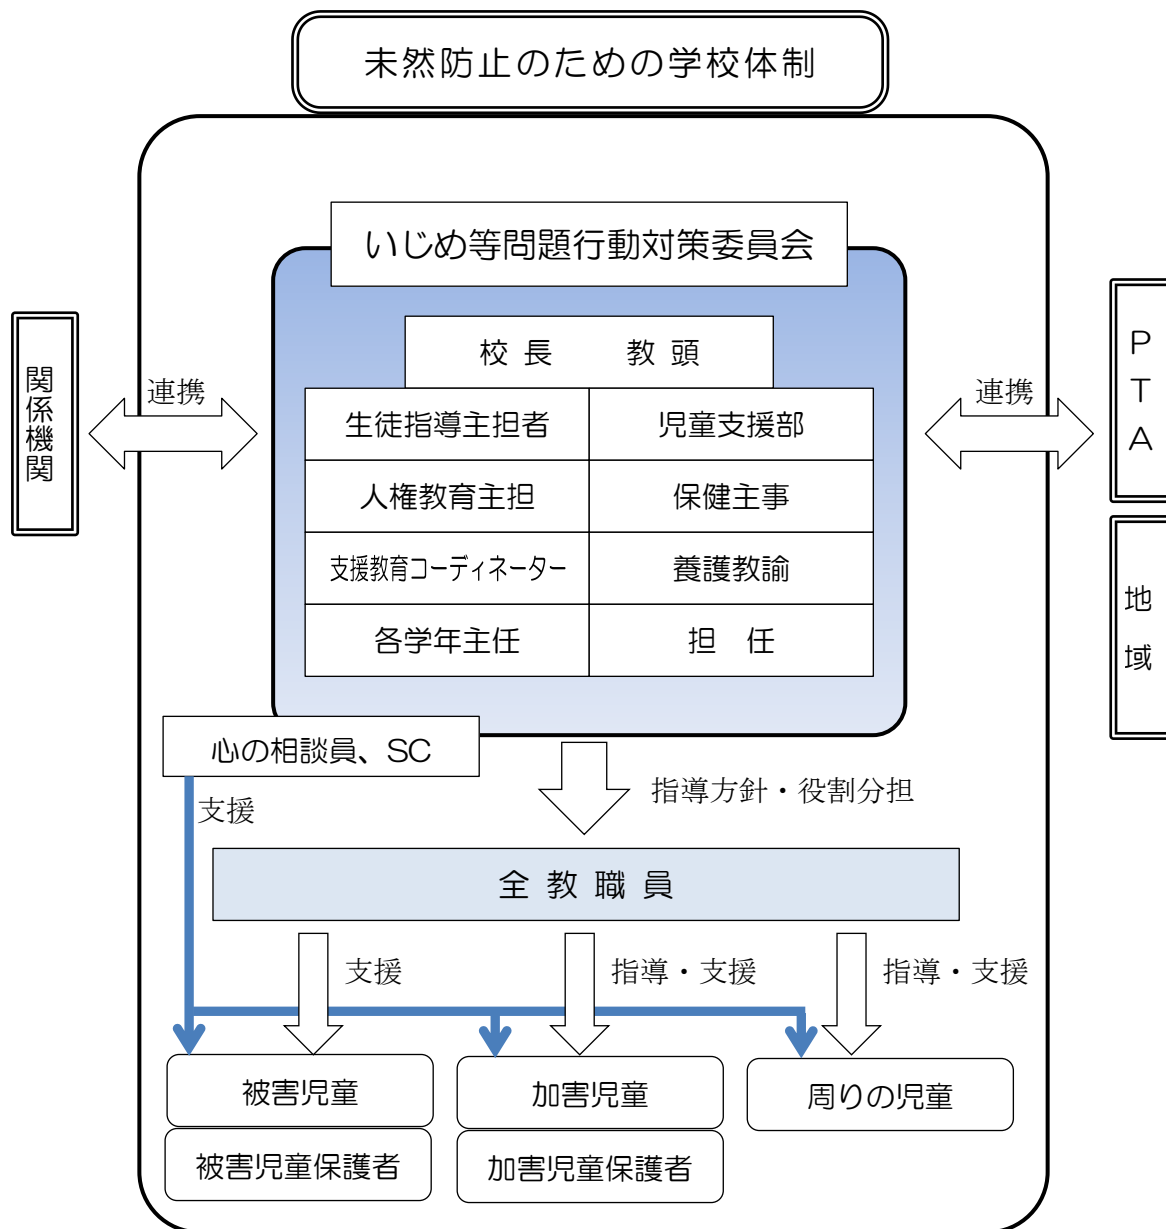 未然防止のための学校体制
いじめ等問題行動対策委員会
校長 教頭
生徒指導主担者 児童支援部
人権教育主担 保健主事
支援教育コーディネーター 養護教諭
各学年主任 担 任
関係機関
連携
連携
PTA
地域
心の相談員、SC
支援
指導方針・役割分担
全教職員
支援
指導・支援
指導・支援
被害児童
加害児童
周りの児童
被害児童保護者
加害児童保護者